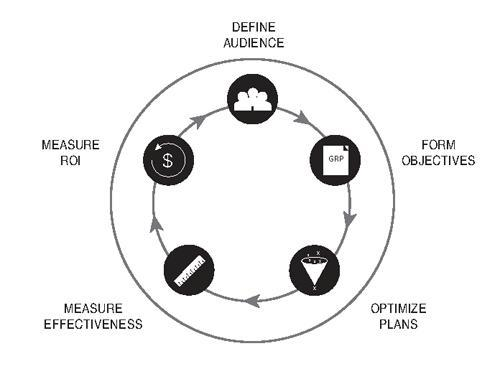 DEFINE
AUDIENCE
FORM
OBJECTIVES
GRP
OPTIMIZE
PLANS
x
x
MEASURE
EFFECTIVENESS
MEASURE
ROI
$